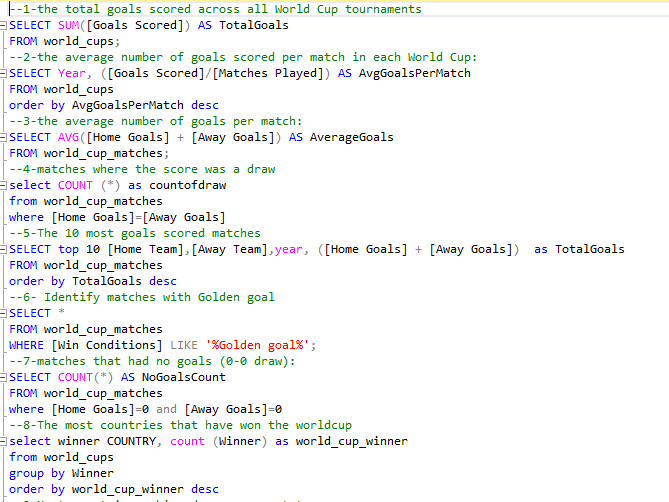 --1-the total goals scored across all World Cup tournaments
SELECT SUM([Goals Scored]) AS TotalGoals
FROM world_cups;
--2-the average number of goals scored per match in each World Cup:
SELECT Year, ([Goals Scored]/[Matches Played]) AS AvgGoalsPerMatch
FROM world_cups
order by AvgGoalsPerMatch desc
--3-the average number of goals per match:
SELECT AVG([Home Goals] + [Away Goals]) AS AverageGoals
FROM world_cup_matches;
--4-matches where the score was a draw
select COUNT (*) as countofdraw
from world_cup_matches
where [Home Goals]=[Away Goals]
--5-The 10 most goals scored matches
SELECT top 10 [Home Team],[Away Team],year, ([Home Goals] + [Away Goals])  as TotalGoals
FROM world_cup_matches
order by TotalGoals desc
--6- Identify matches with Golden goal
SELECT *
FROM world_cup_matches
WHERE [Win Conditions] LIKE '%Golden goal%';
--7-matches that had no goals (0-0 draw):
SELECT COUNT(*) AS NoGoalsCount
FROM world_cup_matches
where [Home Goals]=0 and [Away Goals]=0
--8-The most countries that have won the worldcup
select winner COUNTRY, count (Winner) as world_cup_winner
from world_cups
group by Winner
order by world_cup_winner desc